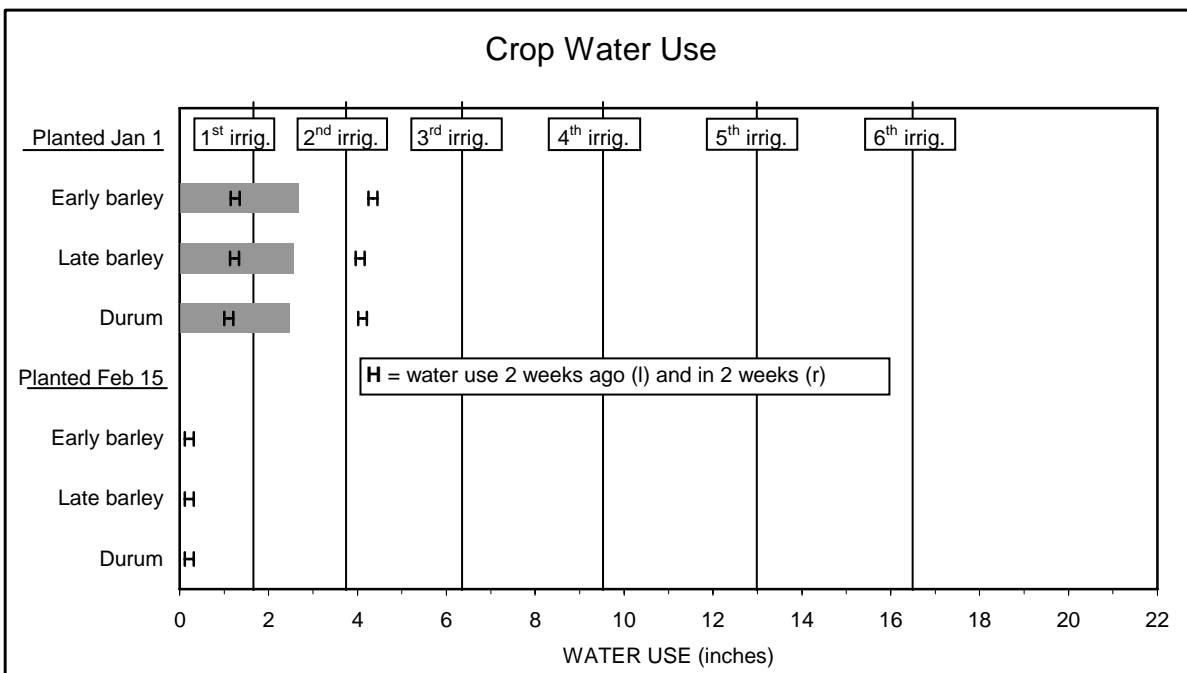 Crop Water Use
Planted Jan 1
1st irrig.
2nd irrig.
3rd irrig.
4th irrig.
5th irrig.
6th irrig.
Early barley H H
Late barley H H
Durum H H
Planted Feb 15
H = water use 2 weeks ago (l) and in 2 weeks (r)
Early barley H
Late barley H
Durum H
0 2 4 6 8 10 12 14 16 18 20 22
WATER USE (inches)